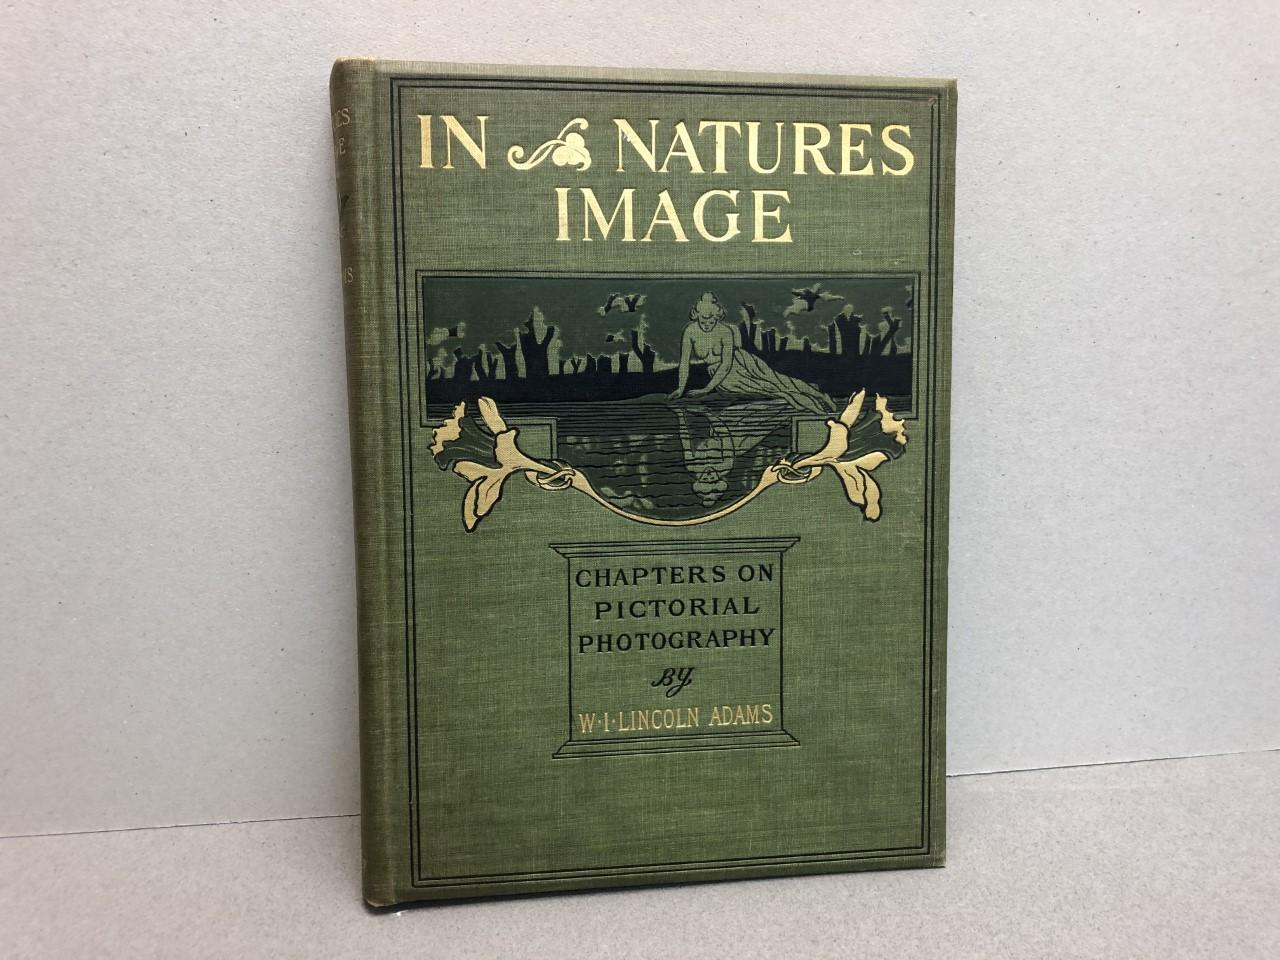 IN NATURES
IMAGE
CHAPTERS ON
PICTORIAL
PHOTOGRAPHY
BY
W·I·LINCOLN ADAMS